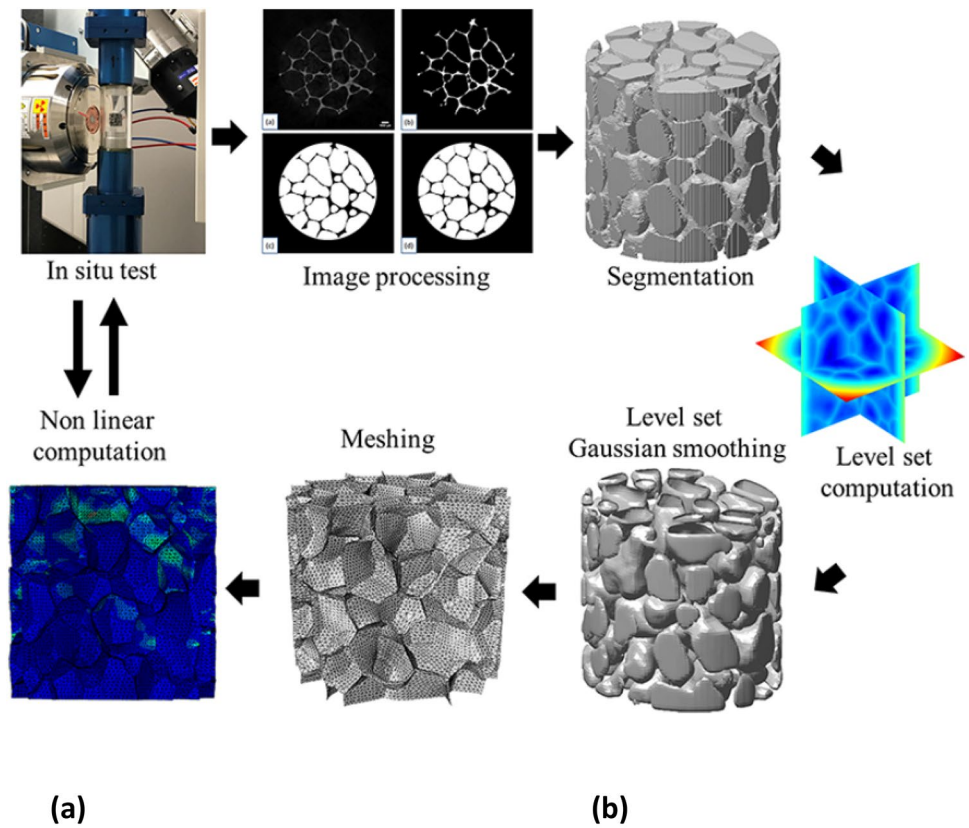 (a)
(b)
(c)
(d)
In situ test
Image processing
Segmentation
Non linear
computation
Meshing
Level set
Gaussian smoothing
Level set
computation
(a)
(b)